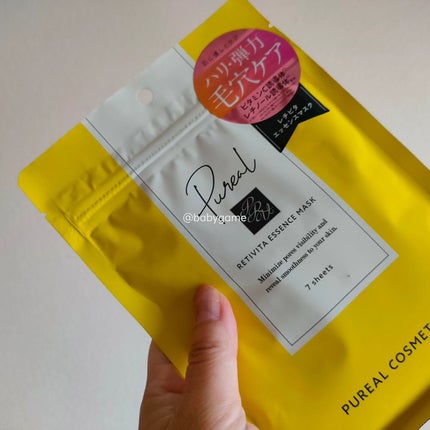 ハリ・弾力
毛穴ケア
ビタミンC誘導体
レチノール誘導体
レチビタ
エッセンスマスク
Pureal
@babygame
RETIVITA ESSENCE MASK
Minimize pores visibility and
reveal smoothness to your skin.
7 sheets
PUREAL COSMET